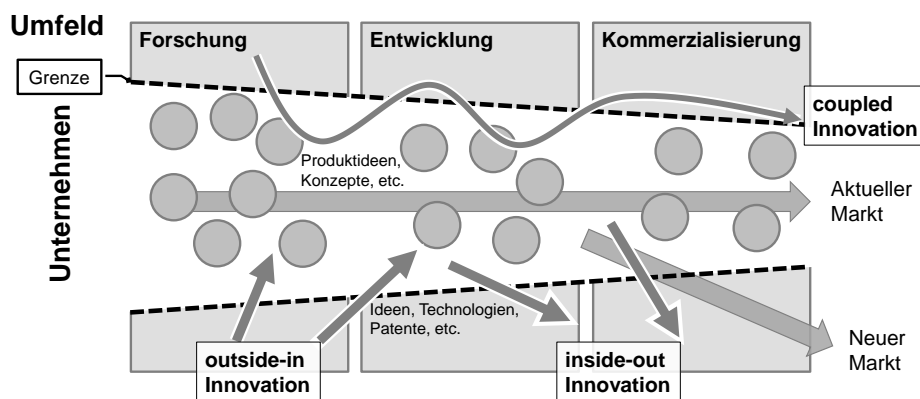 Umfeld
Forschung
Entwicklung
Kommerzialisierung
Grenze
Unternehmen
coupled
Innovation
Produktideen,
Konzepte, etc.
Aktueller
Markt
Ideen, Technologien,
Patente, etc.
outside-in
Innovation
inside-out
Innovation
Neuer
Markt